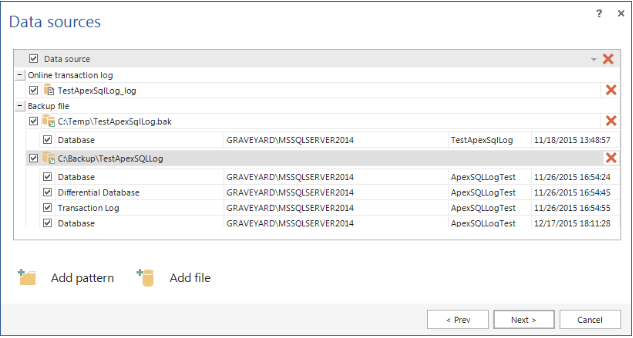 Data sources
? ×
Data source
Online transaction log
TestApexSqlLog_log
Backup file
C:\Temp\TestApexSqlLog.bak
Database GRAVEYARD\MSSQLSERVER2014 TestApexSqlLog 11/18/2015 13:48:57
C:\Backup\TestApexSQLLog
Database GRAVEYARD\MSSQLSERVER2014 ApexSQLLogTest 11/26/2015 16:54:24
Differential Database GRAVEYARD\MSSQLSERVER2014 ApexSQLLogTest 11/26/2015 16:54:45
Transaction Log GRAVEYARD\MSSQLSERVER2014 ApexSQLLogTest 11/26/2015 16:54:55
Database GRAVEYARD\MSSQLSERVER2014 ApexSQLLogTest 12/17/2015 18:11:28
Add pattern Add file
< Prev Next > Cancel